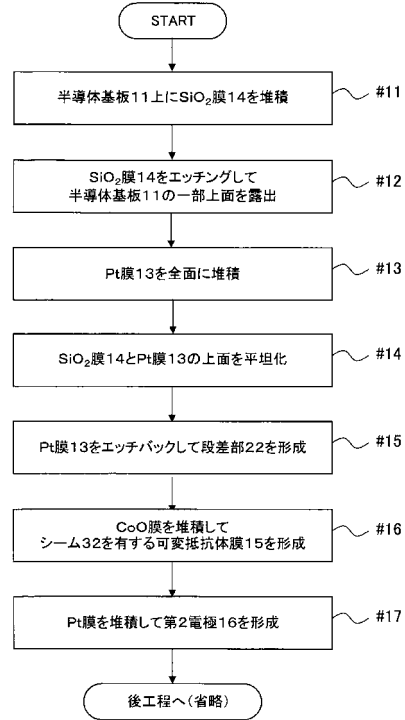 START
半導体基板11上にSiO₂膜14を堆積
#11
SiO₂膜14をエッチングして
半導体基板11の一部上面を露出
#12
Pt膜13を全面に堆積
#13
SiO₂膜14とPt膜13の上面を平坦化
#14
Pt膜13をエッチバックして段差部22を形成
#15
CoO膜を堆積して
シーム32を有する可変抵抗体膜15を形成
#16
Pt膜を堆積して第2電極16を形成
#17
後工程へ(省略)